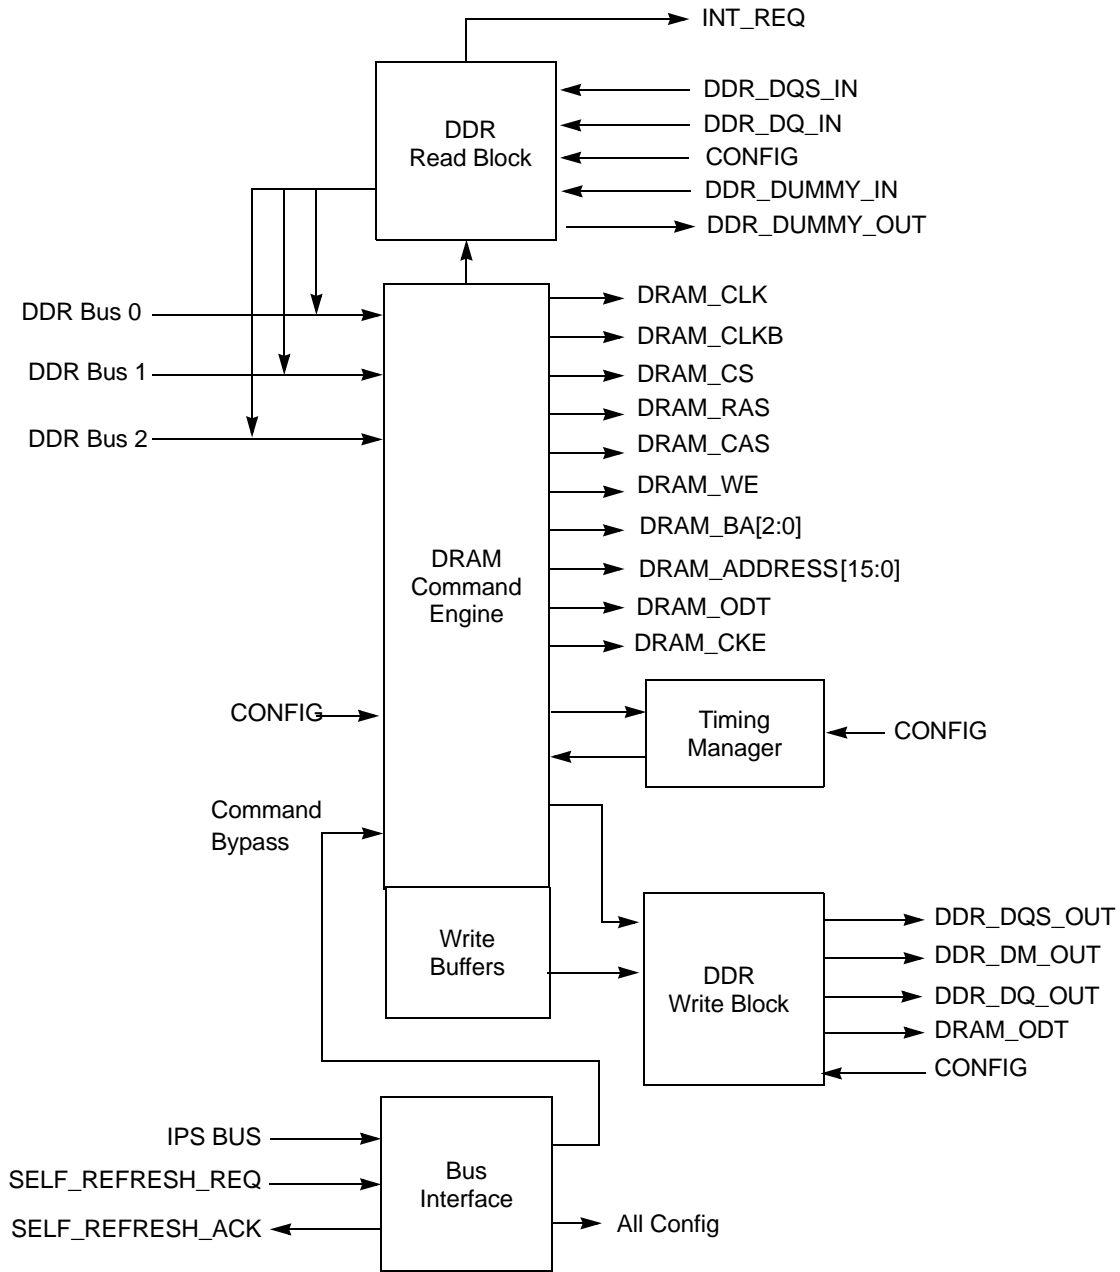 INT_REQ
DDR
Read Block
DDR_DQS_IN
DDR_DQ_IN
CONFIG
DDR_DUMMY_IN
DDR_DUMMY_OUT
DDR Bus 0
DDR Bus 1
DDR Bus 2
DRAM
Command
Engine
DRAM_CLK
DRAM_CLKB
DRAM_CS
DRAM_RAS
DRAM_CAS
DRAM_WE
DRAM_BA[2:0]
DRAM_ADDRESS[15:0]
DRAM_ODT
DRAM_CKE
CONFIG
Timing
Manager
CONFIG
Command
Bypass
Write
Buffers
DDR
Write Block
DDR_DQS_OUT
DDR_DM_OUT
DDR_DQ_OUT
DRAM_ODT
CONFIG
IPS BUS
SELF_REFRESH_REQ
SELF_REFRESH_ACK
Bus
Interface
All Config